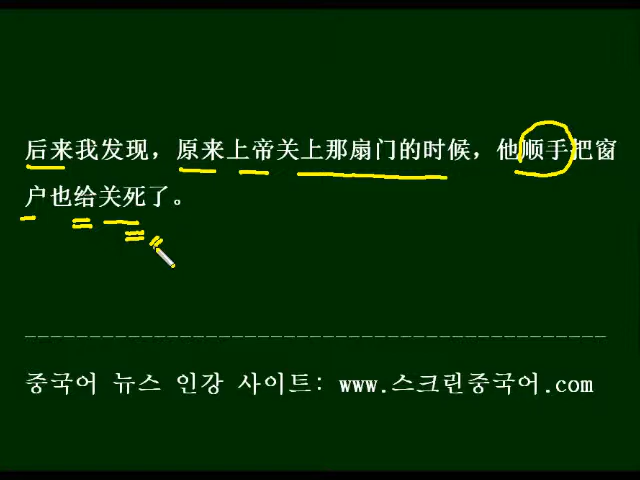 后来我发现，原来上帝关上那扇门的时候，他顺手把窗
户也给关死了。
중국어 뉴스 인강 사이트: www.스크린중국어.com